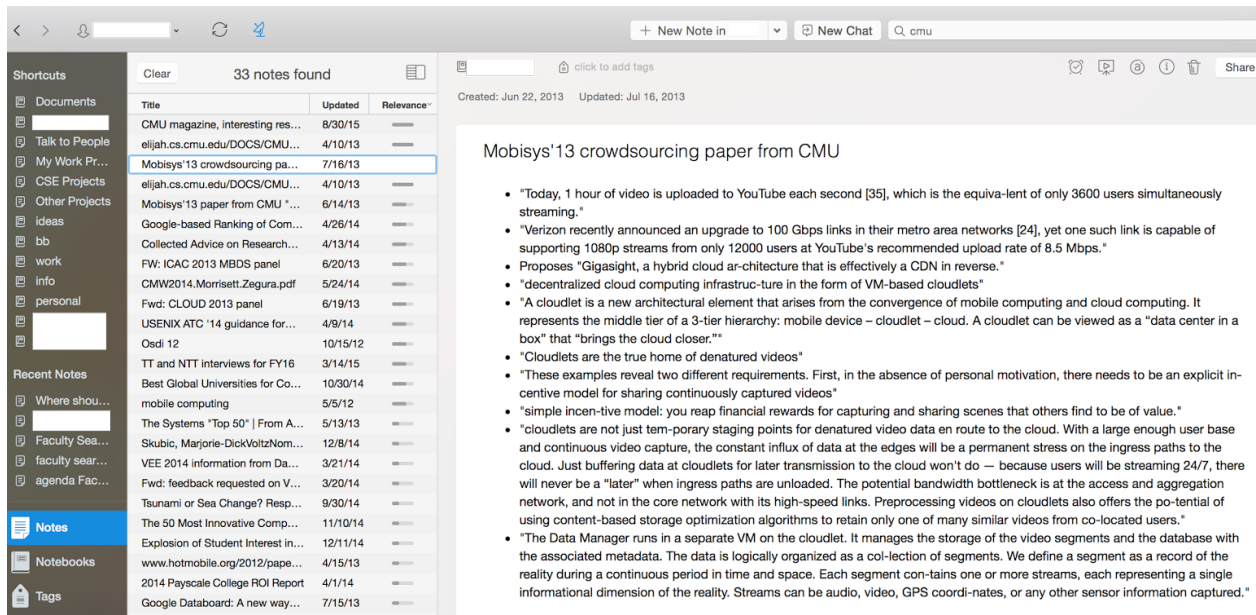 + New Note in
New Chat
cmu
Shortcuts
Documents
Talk to People
My Work Pr...
CSE Projects
Other Projects
ideas
bb
work
info
personal
Recent Notes
Where shou...
Faculty Sea...
faculty sear...
agenda Fac...
Notes
Notebooks
Tags
Clear
33 notes found
Title Updated Relevance
CMU magazine, interesting res... 8/30/15
elijah.cs.cmu.edu/DOCS/CMU... 4/10/13
Mobisys'13 crowdsourcing pa... 7/16/13
elijah.cs.cmu.edu/DOCS/CMU... 4/10/13
Mobisys'13 paper from CMU "... 6/14/13
Google-based Ranking of Com... 4/26/14
Collected Advice on Research... 4/13/14
FW: ICAC 2013 MBDS panel 6/20/13
CMW2014.Morrisett.Zegura.pdf 5/24/14
Fwd: CLOUD 2013 panel 6/19/13
USENIX ATC '14 guidance for... 4/9/14
Osdi 12 10/15/12
TT and NTT interviews for FY16 3/14/15
Best Global Universities for Co... 10/30/14
mobile computing 5/5/12
The Systems "Top 50" | From A... 5/13/13
Skubic, Marjorie-DickVoltzNom... 12/8/14
VEE 2014 information from Da... 3/21/14
Fwd: feedback requested on V... 3/20/14
Tsunami or Sea Change? Resp... 9/30/14
The 50 Most Innovative Comp... 11/10/14
Explosion of Student Interest in... 12/11/14
www.hotmobile.org/2012/pape... 4/15/13
2014 Payscale College ROI Report 4/1/14
Google Databoard: A new way... 7/15/13
click to add tags
Share
Created: Jun 22, 2013 Updated: Jul 16, 2013
Mobisys'13 crowdsourcing paper from CMU
• "Today, 1 hour of video is uploaded to YouTube each second [35], which is the equiva-lent of only 3600 users simultaneously
streaming."
• "Verizon recently announced an upgrade to 100 Gbps links in their metro area networks [24], yet one such link is capable of
supporting 1080p streams from only 12000 users at YouTube's recommended upload rate of 8.5 Mbps."
• Proposes "Gigasight, a hybrid cloud ar-chitecture that is effectively a CDN in reverse."
• "decentralized cloud computing infrastruc-ture in the form of VM-based cloudlets"
• "A cloudlet is a new architectural element that arises from the convergence of mobile computing and cloud computing. It
represents the middle tier of a 3-tier hierarchy: mobile device – cloudlet – cloud. A cloudlet can be viewed as a “data center in a
box” that “brings the cloud closer.”"
• "Cloudlets are the true home of denatured videos"
• "These examples reveal two different requirements. First, in the absence of personal motivation, there needs to be an explicit in-
centive model for sharing continuously captured videos"
• "simple incen-tive model: you reap financial rewards for capturing and sharing scenes that others find to be of value."
• "cloudlets are not just tem-porary staging points for denatured video data en route to the cloud. With a large enough user base
and continuous video capture, the constant influx of data at the edges will be a permanent stress on the ingress paths to the
cloud. Just buffering data at cloudlets for later transmission to the cloud won't do — because users will be streaming 24/7, there
will never be a “later” when ingress paths are unloaded. The potential bandwidth bottleneck is at the access and aggregation
network, and not in the core network with its high-speed links. Preprocessing videos on cloudlets also offers the po-tential of
using content-based storage optimization algorithms to retain only one of many similar videos from co-located users."
• "The Data Manager runs in a separate VM on the cloudlet. It manages the storage of the video segments and the database with
the associated metadata. The data is logically organized as a col-lection of segments. We define a segment as a record of the
reality during a continuous period in time and space. Each segment con-tains one or more streams, each representing a single
informational dimension of the reality. Streams can be audio, video, GPS coordi-nates, or any other sensor information captured."